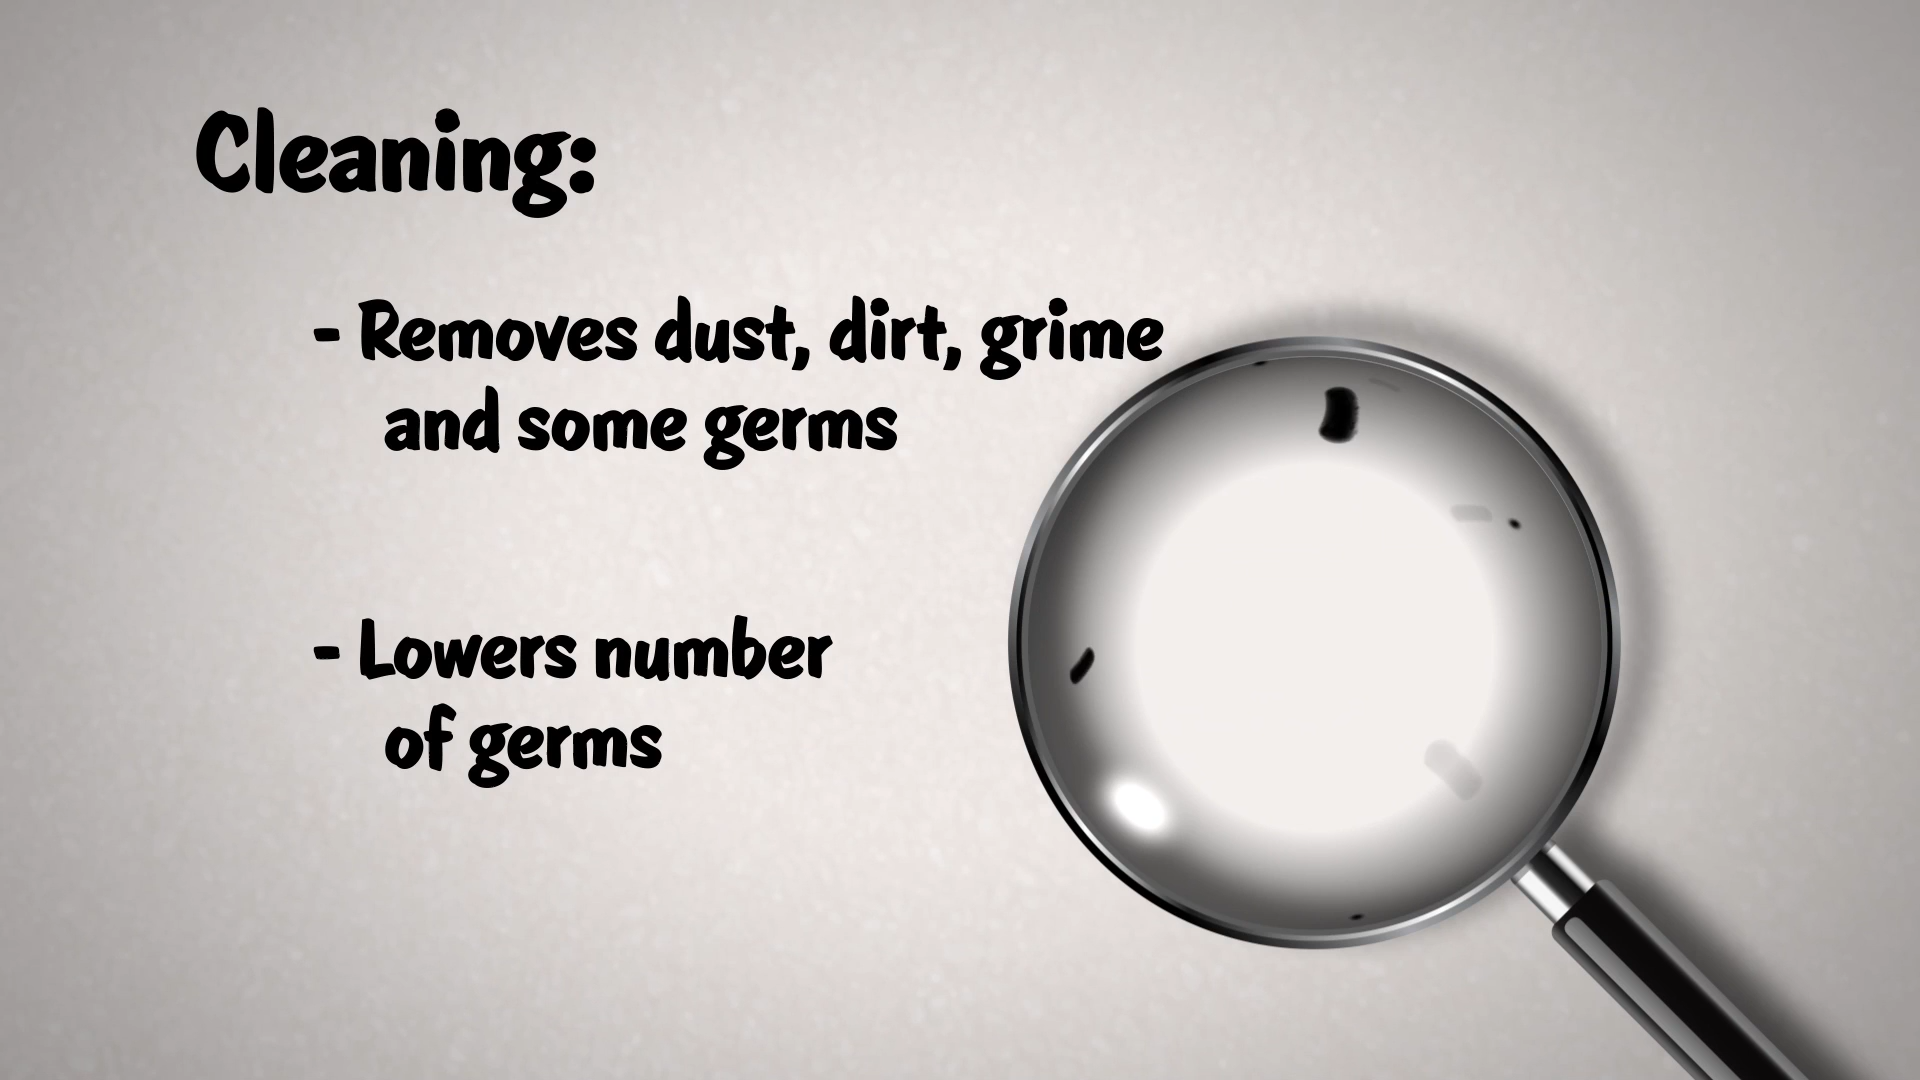 Cleaning:
- Removes dust, dirt, grime
and some germs
- Lowers number
of germs